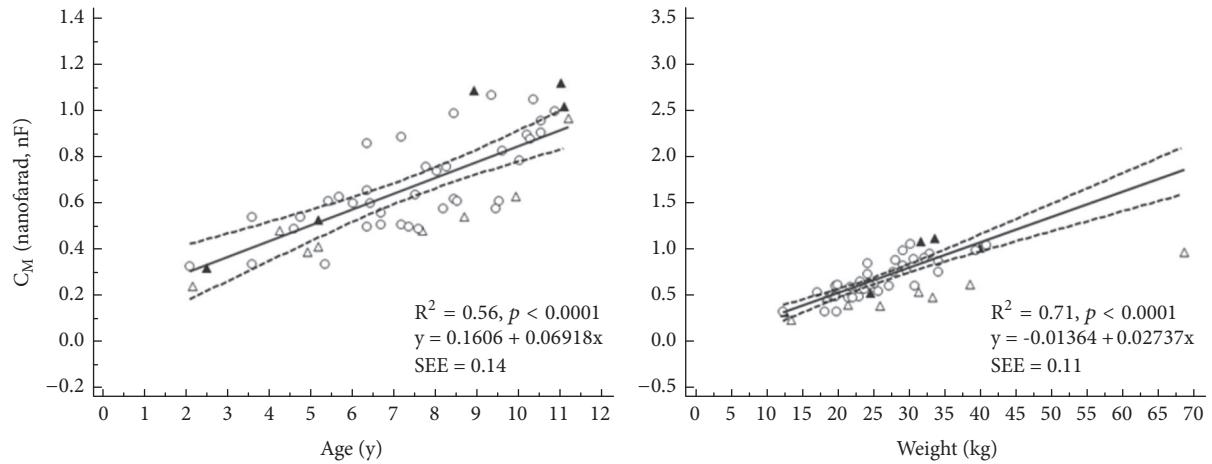 1.4
1.2
1.0
0.8
0.6
0.4
0.2
0.0
−0.2
C_M (nanofarad, nF)
R² = 0.56, p < 0.0001
y = 0.1606 + 0.06918x
SEE = 0.14
0 1 2 3 4 5 6 7 8 9 10 11 12
Age (y)
3.5
3.0
2.5
2.0
1.5
1.0
0.5
0.0
−0.5
R² = 0.71, p < 0.0001
y = -0.01364 + 0.02737x
SEE = 0.11
0 5 10 15 20 25 30 35 40 45 50 55 60 65 70
Weight (kg)